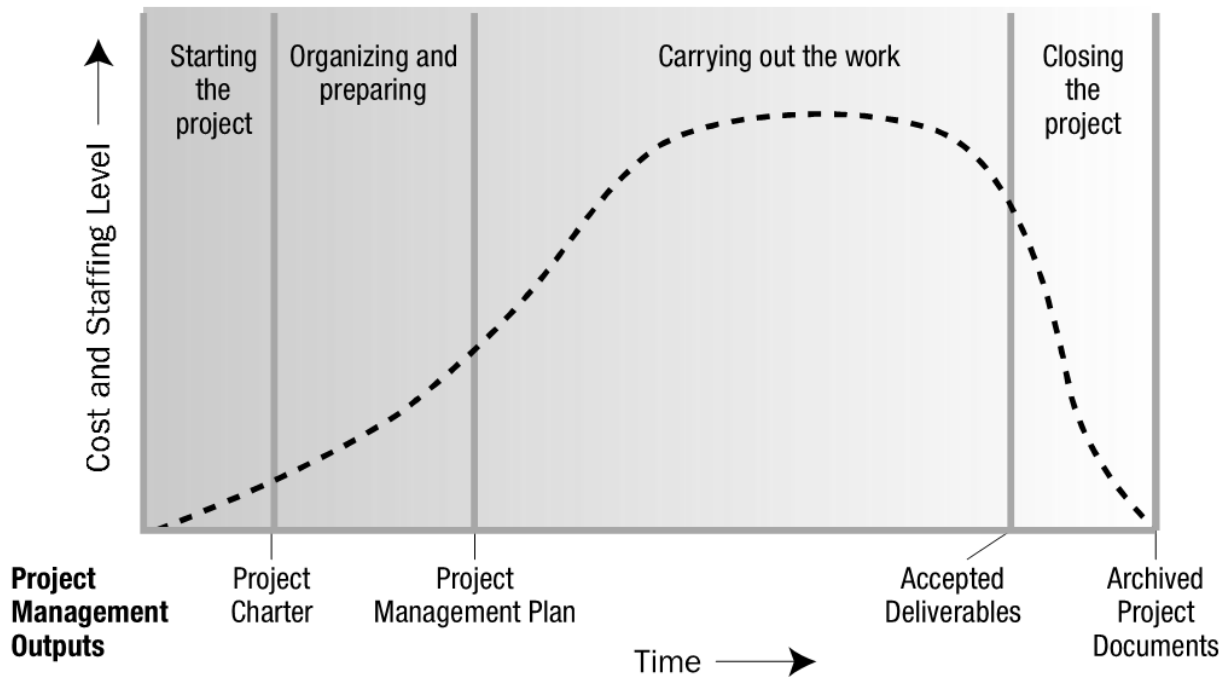 Starting
the
project
Organizing and
preparing
Carrying out the work
Closing
the
project
Cost and Staffing Level
Project
Management
Outputs
Project
Charter
Project
Management Plan
Accepted
Deliverables
Archived
Project
Documents
Time